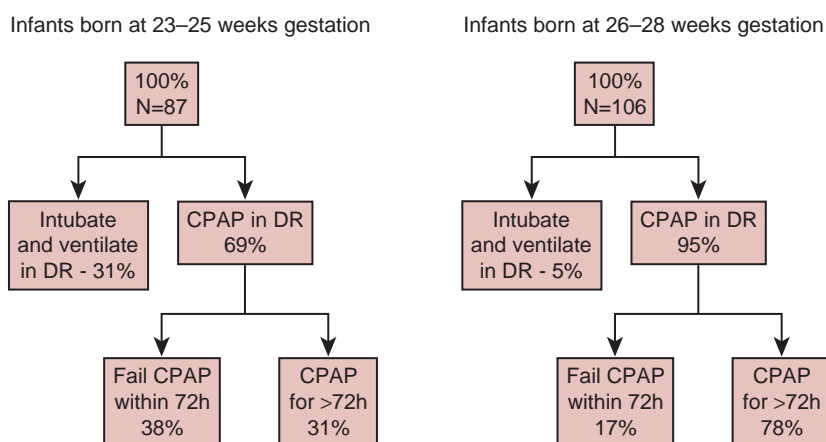 Infants born at 23–25 weeks gestation
100%
N=87
Intubate
and ventilate
in DR - 31%
CPAP in DR
69%
Fail CPAP
within 72h
38%
CPAP
for >72h
31%
Infants born at 26–28 weeks gestation
100%
N=106
Intubate
and ventilate
in DR - 5%
CPAP in DR
95%
Fail CPAP
within 72h
17%
CPAP
for >72h
78%